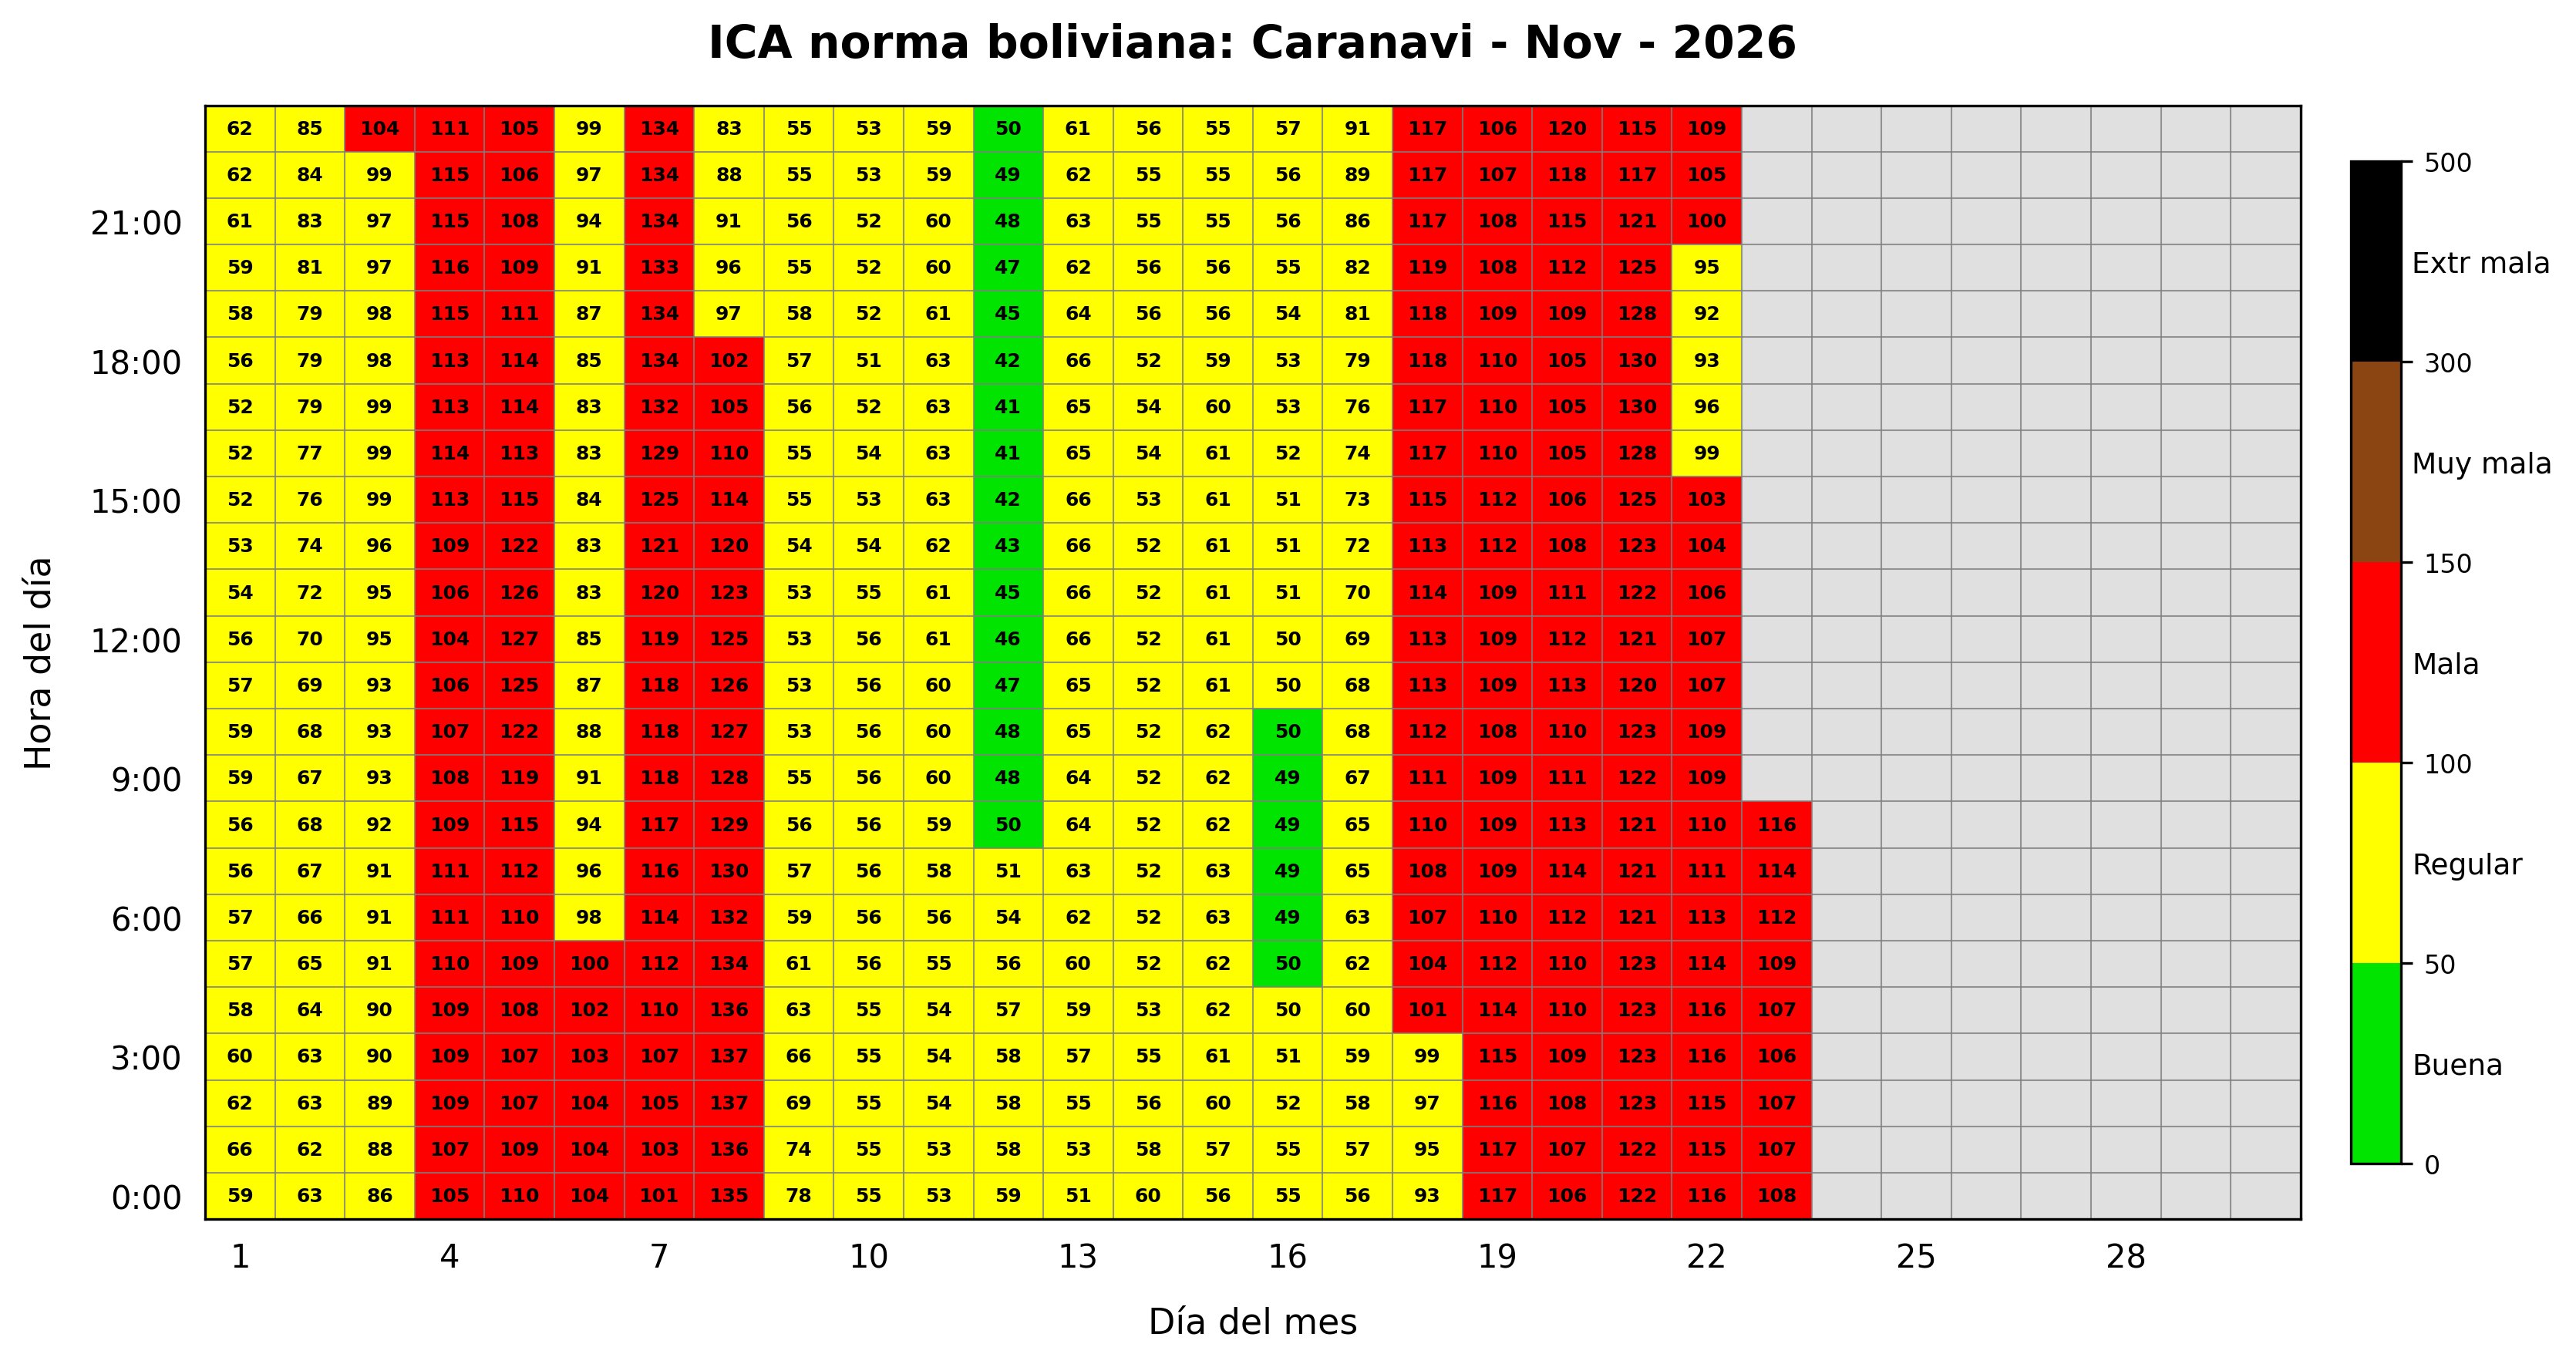 ICA norma boliviana: Caranavi - Nov - 2026
62 85 104 111 105 99 134 83 55 53 59 50 61 56 55 57 91 117 106 120 115 109
62 84 99 115 106 97 134 88 55 53 59 49 62 55 55 56 89 117 107 118 117 105
21:00 61 83 97 115 108 94 134 91 56 52 60 48 63 55 55 56 86 117 108 115 121 100
59 81 97 116 109 91 133 96 55 52 60 47 62 56 56 55 82 119 108 112 125 95
58 79 98 115 111 87 134 97 58 52 61 45 64 56 56 54 81 118 109 109 128 92
18:00 56 79 98 113 114 85 134 102 57 51 63 42 66 52 59 53 79 118 110 105 130 93
52 79 99 113 114 83 132 105 56 52 63 41 65 54 60 53 76 117 110 105 130 96
52 77 99 114 113 83 129 110 55 54 63 41 65 54 61 52 74 117 110 105 128 99
15:00 52 76 99 113 115 84 125 114 55 53 63 42 66 53 61 51 73 115 112 106 125 103
53 74 96 109 122 83 121 120 54 54 62 43 66 52 61 51 72 113 112 108 123 104
54 72 95 106 126 83 120 123 53 55 61 45 66 52 61 51 70 114 109 111 122 106
12:00 56 70 95 104 127 85 119 125 53 56 61 46 66 52 61 50 69 113 109 112 121 107
57 69 93 106 125 87 118 126 53 56 60 47 65 52 61 50 68 113 109 113 120 107
59 68 93 107 122 88 118 127 53 56 60 48 65 52 62 50 68 112 108 110 123 109
9:00 59 67 93 108 119 91 118 128 55 56 60 48 64 52 62 49 67 111 109 111 122 109
56 68 92 109 115 94 117 129 56 56 59 50 64 52 62 49 65 110 109 113 121 110 116
56 67 91 111 112 96 116 130 57 56 58 51 63 52 63 49 65 108 109 114 121 111 114
6:00 57 66 91 111 110 98 114 132 59 56 56 54 62 52 63 49 63 107 110 112 121 113 112
57 65 91 110 109 100 112 134 61 56 55 56 60 52 62 50 62 104 112 110 123 114 109
58 64 90 109 108 102 110 136 63 55 54 57 59 53 62 50 60 101 114 110 123 116 107
3:00 60 63 90 109 107 103 107 137 66 55 54 58 57 55 61 51 59 99 115 109 123 116 106
62 63 89 109 107 104 105 137 69 55 54 58 55 56 60 52 58 97 116 108 123 115 107
66 62 88 107 109 104 103 136 74 55 53 58 53 58 57 55 57 95 117 107 122 115 107
0:00 59 63 86 105 110 104 101 135 78 55 53 59 51 60 56 55 56 93 117 106 122 116 108
1 4 7 10 13 16 19 22 25 28
Día del mes
Hora del día
500
Extr mala
300
Muy mala
150
Mala
100
Regular
50
Buena
0